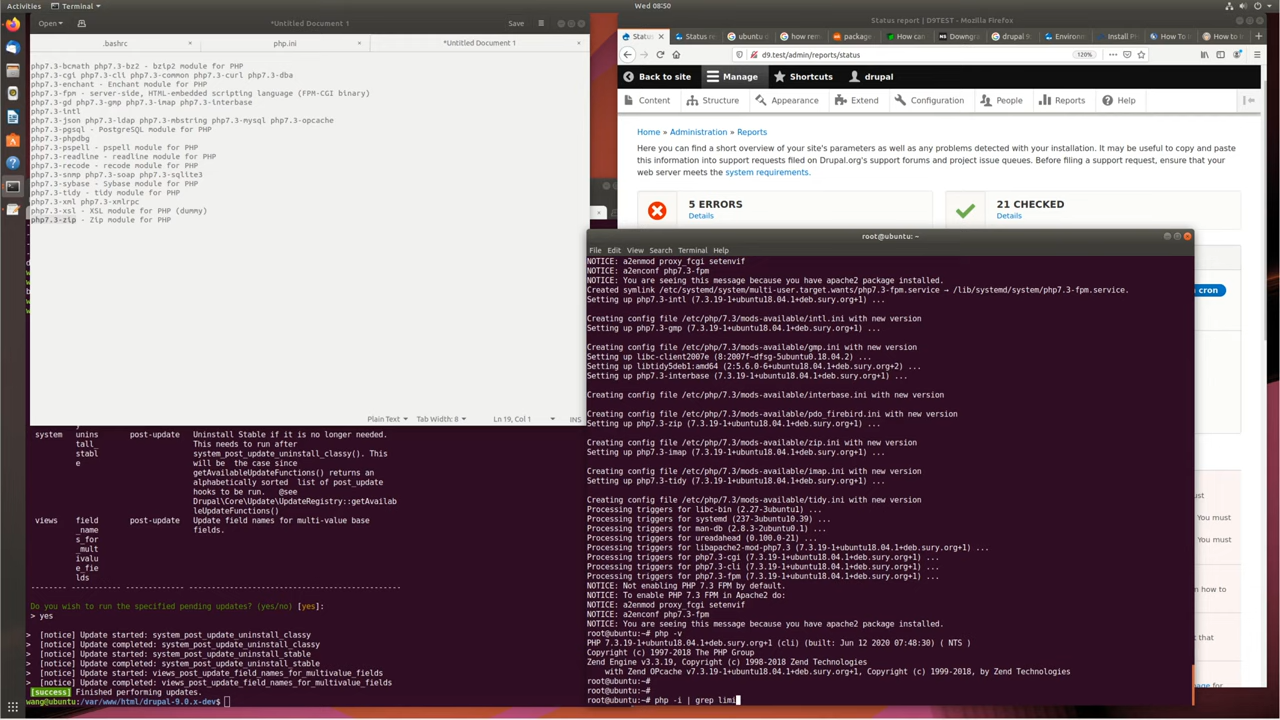 Activities
Terminal
Wed 08:50
Open
*Untitled Document 1
Save
.bashrc
php.ini
*Untitled Document 1
php7.3-bcmath php7.3-bz2 - bzlp2 module for PHP
php7.3-cgi php7.3-cli php7.3-common php7.3-curl php7.3-dba
php7.3-enchant - Enchant module for PHP
php7.3-fpm - server-side, HTML-embedded scripting language (FPM-CGI binary)
php7.3-gd php7.3-gmp php7.3-imap php7.3-interbase
php7.3-intl
php7.3-json php7.3-ldap php7.3-mbstring php7.3-mysql php7.3-opcache
php7.3-pgsql - PostgreSQL module for PHP
php7.3-phpdbg
php7.3-pspell - pspell module for PHP
php7.3-readline - readline module for PHP
php7.3-recode - recode module for PHP
php7.3-snmp php7.3-soap php7.3-sqlite3
php7.3-sybase - Sybase module for PHP
php7.3-tidy - tidy module for PHP
php7.3-xml php7.3-xmlrpc
php7.3-xsl - XSL module for PHP (dummy)
php7.3-zip - Zip module for PHP
Plain Text
Tab Width: 8
Ln 19, Col 1
INS
system unins post-update Uninstall Stable if it is no longer needed.
tall_ This needs to run after
stabl system_post_update_uninstall_classy(). This
e will be the case since
getAvailableUpdateFunctions() returns an
alphabetically sorted list of post_update
hooks to be run. @see
Drupal\Core\Update\UpdateRegistry::getAvailab
leUpdateFunctions()
views field post-update Update field names for multi-value base
_name fields.
s_for
_mult
ivalu
e_fie
lds
Do you wish to run the specified pending updates? (yes/no) [yes]:
> yes
> [notice] Update started: system_post_update_uninstall_classy
> [notice] Update completed: system_post_update_uninstall_classy
> [notice] Update started: system_post_update_uninstall_stable
> [notice] Update completed: system_post_update_uninstall_stable
> [notice] Update started: views_post_update_field_names_for_multivalue_fields
> [notice] Update completed: views_post_update_field_names_for_multivalue_fields
[success] Finished performing updates.
wang@ubuntu:/var/www/html/drupal-9.0.x-dev$
Status report | D9TEST - Mozilla Firefox
Status
Status re
ubuntu c
how rem
package
How can
Downgra
drupal 9
Environ
Install PH
How To
How to i
d9.test/admin/reports/status
120%
Back to site
Manage
Shortcuts
drupal
Content
Structure
Appearance
Extend
Configuration
People
Reports
Help
Home » Administration » Reports
Here you can find a short overview of your site's parameters as well as any problems detected with your installation. It may be useful to copy and paste
this information into support requests filed on Drupal.org's support forums and project issue queues. Before filing a support request, ensure that your
web server meets the system requirements.
5 ERRORS
Details
21 CHECKED
Details
cron
You must
You must
how to
that
page for
root@ubuntu: ~
File Edit View Search Terminal Help
NOTICE: a2enmod proxy_fcgi setenvif
NOTICE: a2enconf php7.3-fpm
NOTICE: You are seeing this message because you have apache2 package installed.
Created symlink /etc/systemd/system/multi-user.target.wants/php7.3-fpm.service → /lib/systemd/system/php7.3-fpm.service.
Setting up php7.3-intl (7.3.19-1+ubuntu18.04.1+deb.sury.org+1) ...
Creating config file /etc/php/7.3/mods-available/intl.ini with new version
Setting up php7.3-gmp (7.3.19-1+ubuntu18.04.1+deb.sury.org+1) ...
Creating config file /etc/php/7.3/mods-available/gmp.ini with new version
Setting up libc-client2007e (8:2007f~dfsg-5ubuntu0.18.04.2) ...
Setting up libtidy5deb1:amd64 (2:5.6.0-6+ubuntu18.04.1+deb.sury.org+2) ...
Setting up php7.3-interbase (7.3.19-1+ubuntu18.04.1+deb.sury.org+1) ...
Creating config file /etc/php/7.3/mods-available/interbase.ini with new version
Creating config file /etc/php/7.3/mods-available/pdo_firebird.ini with new version
Setting up php7.3-zip (7.3.19-1+ubuntu18.04.1+deb.sury.org+1) ...
Creating config file /etc/php/7.3/mods-available/zip.ini with new version
Setting up php7.3-imap (7.3.19-1+ubuntu18.04.1+deb.sury.org+1) ...
Creating config file /etc/php/7.3/mods-available/imap.ini with new version
Setting up php7.3-tidy (7.3.19-1+ubuntu18.04.1+deb.sury.org+1) ...
Creating config file /etc/php/7.3/mods-available/tidy.ini with new version
Processing triggers for libc-bin (2.27-3ubuntu1) ...
Processing triggers for systemd (237-3ubuntu10.39) ...
Processing triggers for man-db (2.8.3-2ubuntu0.1) ...
Processing triggers for ureadahead (0.100.0-21) ...
Processing triggers for libapache2-mod-php7.3 (7.3.19-1+ubuntu18.04.1+deb.sury.org+1) ...
Processing triggers for php7.3-cgi (7.3.19-1+ubuntu18.04.1+deb.sury.org+1) ...
Processing triggers for php7.3-cli (7.3.19-1+ubuntu18.04.1+deb.sury.org+1) ...
Processing triggers for php7.3-fpm (7.3.19-1+ubuntu18.04.1+deb.sury.org+1) ...
NOTICE: Not enabling PHP 7.3 FPM by default.
NOTICE: To enable PHP 7.3 FPM in Apache2 do:
NOTICE: a2enmod proxy_fcgi setenvif
NOTICE: a2enconf php7.3-fpm
NOTICE: You are seeing this message because you have apache2 package installed.
root@ubuntu:~# php -v
PHP 7.3.19-1+ubuntu18.04.1+deb.sury.org+1 (cli) (built: Jun 12 2020 07:48:30) ( NTS )
Copyright (c) 1997-2018 The PHP Group
Zend Engine v3.3.19, Copyright (c) 1998-2018 Zend Technologies
with Zend OPcache v7.3.19-1+ubuntu18.04.1+deb.sury.org+1, Copyright (c) 1999-2018, by Zend Technologies
root@ubuntu:~#
root@ubuntu:~#
root@ubuntu:~# php -i | grep limi